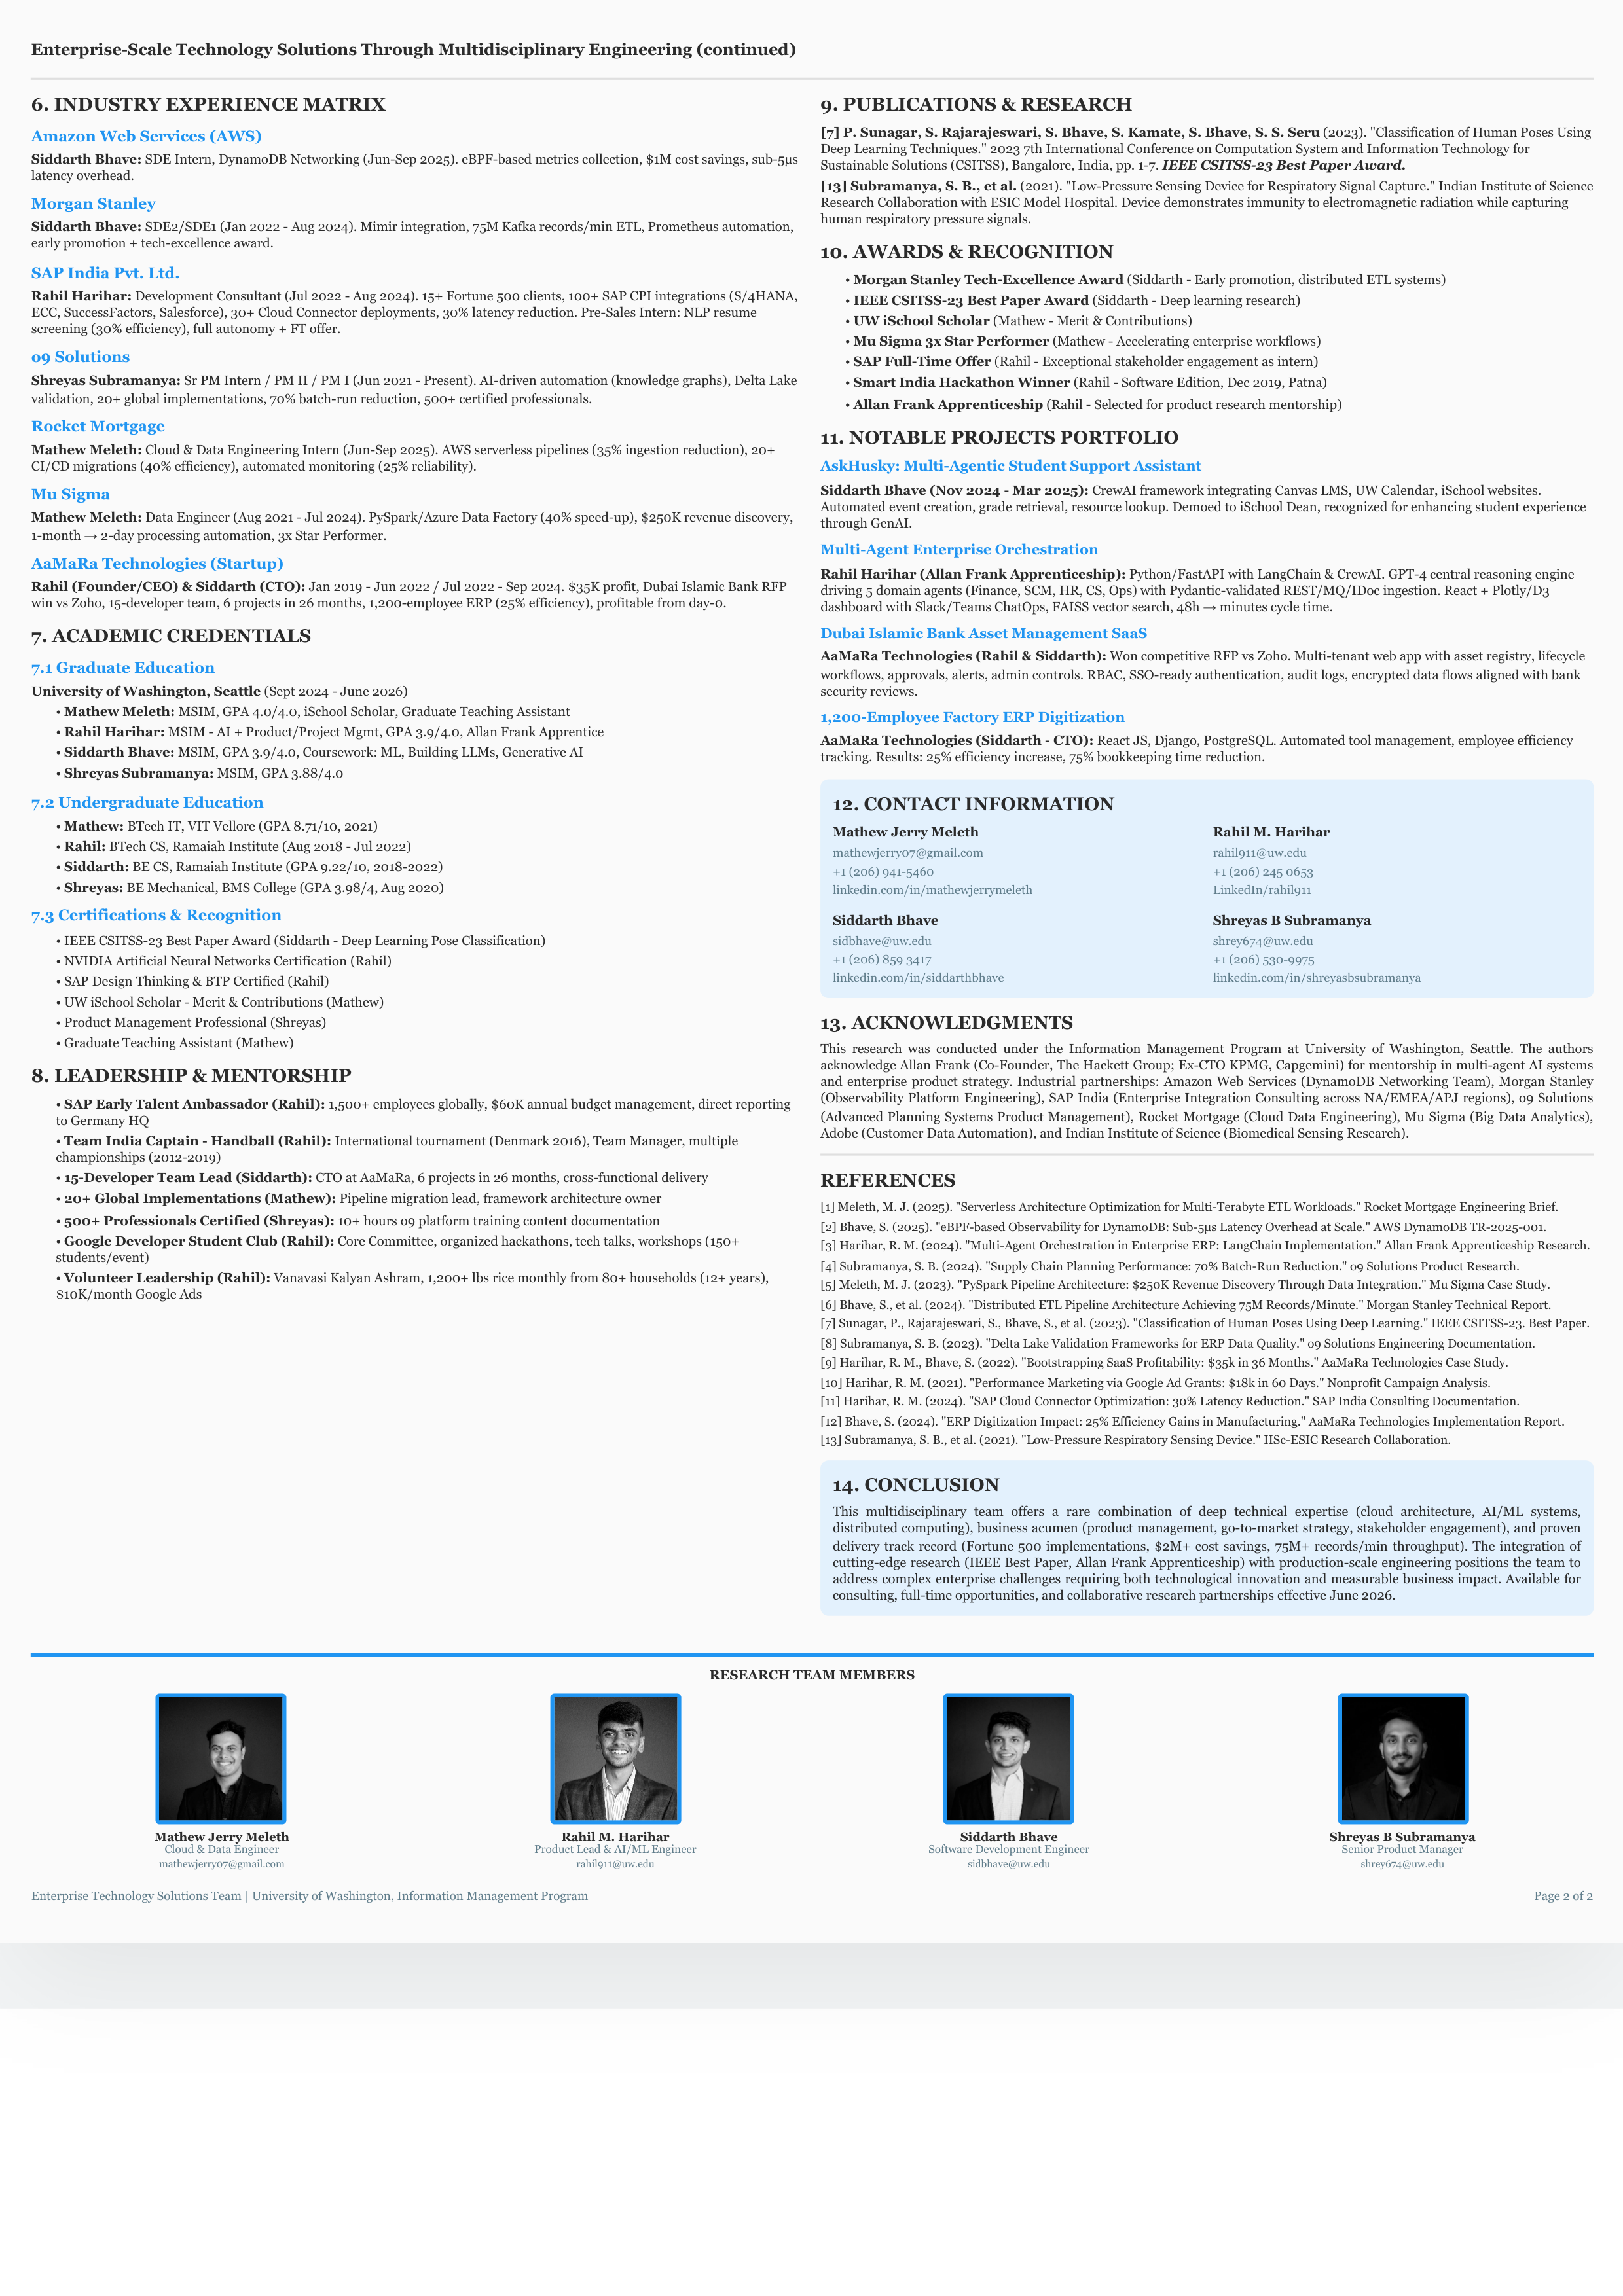 Enterprise-Scale Technology Solutions Through Multidisciplinary Engineering (continued)
6. INDUSTRY EXPERIENCE MATRIX
Amazon Web Services (AWS)
Siddarth Bhave: SDE Intern, DynamoDB Networking (Jun-Sep 2025). eBPF-based metrics collection, $1M cost savings, sub-5μs
latency overhead.
Morgan Stanley
Siddarth Bhave: SDE2/SDE1 (Jan 2022 - Aug 2024). Mimir integration, 75M Kafka records/min ETL, Prometheus automation,
early promotion + tech-excellence award.
SAP India Pvt. Ltd.
Rahil Harihar: Development Consultant (Jul 2022 - Aug 2024). 15+ Fortune 500 clients, 100+ SAP CPI integrations (S/4HANA,
ECC, SuccessFactors, Salesforce), 30+ Cloud Connector deployments, 30% latency reduction. Pre-Sales Intern: NLP resume
screening (30% efficiency), full autonomy + FT offer.
o9 Solutions
Shreyas Subramanya: Sr PM Intern / PM II / PM I (Jun 2021 - Present). AI-driven automation (knowledge graphs), Delta Lake
validation, 20+ global implementations, 70% batch-run reduction, 500+ certified professionals.
Rocket Mortgage
Mathew Meleth: Cloud & Data Engineering Intern (Jun-Sep 2025). AWS serverless pipelines (35% ingestion reduction), 20+
CI/CD migrations (40% efficiency), automated monitoring (25% reliability).
Mu Sigma
Mathew Meleth: Data Engineer (Aug 2021 - Jul 2024). PySpark/Azure Data Factory (40% speed-up), $250K revenue discovery,
1-month → 2-day processing automation, 3x Star Performer.
AaMaRa Technologies (Startup)
Rahil (Founder/CEO) & Siddarth (CTO): Jan 2019 - Jun 2022 / Jul 2022 - Sep 2024. $35K profit, Dubai Islamic Bank RFP
win vs Zoho, 15-developer team, 6 projects in 26 months, 1,200-employee ERP (25% efficiency), profitable from day-0.
7. ACADEMIC CREDENTIALS
7.1 Graduate Education
University of Washington, Seattle (Sept 2024 - June 2026)
• Mathew Meleth: MSIM, GPA 4.0/4.0, iSchool Scholar, Graduate Teaching Assistant
• Rahil Harihar: MSIM - AI + Product/Project Mgmt, GPA 3.9/4.0, Allan Frank Apprentice
• Siddarth Bhave: MSIM, GPA 3.9/4.0, Coursework: ML, Building LLMs, Generative AI
• Shreyas Subramanya: MSIM, GPA 3.88/4.0
7.2 Undergraduate Education
• Mathew: BTech IT, VIT Vellore (GPA 8.71/10, 2021)
• Rahil: BTech CS, Ramaiah Institute (Aug 2018 - Jul 2022)
• Siddarth: BE CS, Ramaiah Institute (GPA 9.22/10, 2018-2022)
• Shreyas: BE Mechanical, BMS College (GPA 3.98/4, Aug 2020)
7.3 Certifications & Recognition
• IEEE CSITSS-23 Best Paper Award (Siddarth - Deep Learning Pose Classification)
• NVIDIA Artificial Neural Networks Certification (Rahil)
• SAP Design Thinking & BTP Certified (Rahil)
• UW iSchool Scholar - Merit & Contributions (Mathew)
• Product Management Professional (Shreyas)
• Graduate Teaching Assistant (Mathew)
8. LEADERSHIP & MENTORSHIP
• SAP Early Talent Ambassador (Rahil): 1,500+ employees globally, $60K annual budget management, direct reporting
to Germany HQ
• Team India Captain - Handball (Rahil): International tournament (Denmark 2016), Team Manager, multiple
championships (2012-2019)
• 15-Developer Team Lead (Siddarth): CTO at AaMaRa, 6 projects in 26 months, cross-functional delivery
• 20+ Global Implementations (Mathew): Pipeline migration lead, framework architecture owner
• 500+ Professionals Certified (Shreyas): 10+ hours o9 platform training content documentation
• Google Developer Student Club (Rahil): Core Committee, organized hackathons, tech talks, workshops (150+
students/event)
• Volunteer Leadership (Rahil): Vanavasi Kalyan Ashram, 1,200+ lbs rice monthly from 80+ households (12+ years),
$10K/month Google Ads
9. PUBLICATIONS & RESEARCH
[7] P. Sunagar, S. Rajarajeswari, S. Bhave, S. Kamate, S. Bhave, S. S. Seru (2023). "Classification of Human Poses Using
Deep Learning Techniques." 2023 7th International Conference on Computation System and Information Technology for
Sustainable Solutions (CSITSS), Bangalore, India, pp. 1-7. IEEE CSITSS-23 Best Paper Award.
[13] Subramanya, S. B., et al. (2021). "Low-Pressure Sensing Device for Respiratory Signal Capture." Indian Institute of Science
Research Collaboration with ESIC Model Hospital. Device demonstrates immunity to electromagnetic radiation while capturing
human respiratory pressure signals.
10. AWARDS & RECOGNITION
• Morgan Stanley Tech-Excellence Award (Siddarth - Early promotion, distributed ETL systems)
• IEEE CSITSS-23 Best Paper Award (Siddarth - Deep learning research)
• UW iSchool Scholar (Mathew - Merit & Contributions)
• Mu Sigma 3x Star Performer (Mathew - Accelerating enterprise workflows)
• SAP Full-Time Offer (Rahil - Exceptional stakeholder engagement as intern)
• Smart India Hackathon Winner (Rahil - Software Edition, Dec 2019, Patna)
• Allan Frank Apprenticeship (Rahil - Selected for product research mentorship)
11. NOTABLE PROJECTS PORTFOLIO
AskHusky: Multi-Agentic Student Support Assistant
Siddarth Bhave (Nov 2024 - Mar 2025): CrewAI framework integrating Canvas LMS, UW Calendar, iSchool websites.
Automated event creation, grade retrieval, resource lookup. Demoed to iSchool Dean, recognized for enhancing student experience
through GenAI.
Multi-Agent Enterprise Orchestration
Rahil Harihar (Allan Frank Apprenticeship): Python/FastAPI with LangChain & CrewAI. GPT-4 central reasoning engine
driving 5 domain agents (Finance, SCM, HR, CS, Ops) with Pydantic-validated REST/MQ/IDoc ingestion. React + Plotly/D3
dashboard with Slack/Teams ChatOps, FAISS vector search, 48h → minutes cycle time.
Dubai Islamic Bank Asset Management SaaS
AaMaRa Technologies (Rahil & Siddarth): Won competitive RFP vs Zoho. Multi-tenant web app with asset registry, lifecycle
workflows, approvals, alerts, admin controls. RBAC, SSO-ready authentication, audit logs, encrypted data flows aligned with bank
security reviews.
1,200-Employee Factory ERP Digitization
AaMaRa Technologies (Siddarth - CTO): React JS, Django, PostgreSQL. Automated tool management, employee efficiency
tracking. Results: 25% efficiency increase, 75% bookkeeping time reduction.
12. CONTACT INFORMATION
Mathew Jerry Meleth
mathewjerry07@gmail.com
+1 (206) 941-5460
linkedin.com/in/mathewjerrymeleth
Rahil M. Harihar
rahil911@uw.edu
+1 (206) 245 0653
LinkedIn/rahil911
Siddarth Bhave
sidbhave@uw.edu
+1 (206) 859 3417
linkedin.com/in/siddarthbhave
Shreyas B Subramanya
shrey674@uw.edu
+1 (206) 530-9975
linkedin.com/in/shreyasbsubramanya
13. ACKNOWLEDGMENTS
This research was conducted under the Information Management Program at University of Washington, Seattle. The authors
acknowledge Allan Frank (Co-Founder, The Hackett Group; Ex-CTO KPMG, Capgemini) for mentorship in multi-agent AI systems
and enterprise product strategy. Industrial partnerships: Amazon Web Services (DynamoDB Networking Team), Morgan Stanley
(Observability Platform Engineering), SAP India (Enterprise Integration Consulting across NA/EMEA/APJ regions), o9 Solutions
(Advanced Planning Systems Product Management), Rocket Mortgage (Cloud Data Engineering), Mu Sigma (Big Data Analytics),
Adobe (Customer Data Automation), and Indian Institute of Science (Biomedical Sensing Research).
REFERENCES
[1] Meleth, M. J. (2025). "Serverless Architecture Optimization for Multi-Terabyte ETL Workloads." Rocket Mortgage Engineering Brief.
[2] Bhave, S. (2025). "eBPF-based Observability for DynamoDB: Sub-5μs Latency Overhead at Scale." AWS DynamoDB TR-2025-001.
[3] Harihar, R. M. (2024). "Multi-Agent Orchestration in Enterprise ERP: LangChain Implementation." Allan Frank Apprenticeship Research.
[4] Subramanya, S. B. (2024). "Supply Chain Planning Performance: 70% Batch-Run Reduction." o9 Solutions Product Research.
[5] Meleth, M. J. (2023). "PySpark Pipeline Architecture: $250K Revenue Discovery Through Data Integration." Mu Sigma Case Study.
[6] Bhave, S., et al. (2024). "Distributed ETL Pipeline Architecture Achieving 75M Records/Minute." Morgan Stanley Technical Report.
[7] Sunagar, P., Rajarajeswari, S., Bhave, S., et al. (2023). "Classification of Human Poses Using Deep Learning." IEEE CSITSS-23. Best Paper.
[8] Subramanya, S. B. (2023). "Delta Lake Validation Frameworks for ERP Data Quality." o9 Solutions Engineering Documentation.
[9] Harihar, R. M., Bhave, S. (2022). "Bootstrapping SaaS Profitability: $35k in 36 Months." AaMaRa Technologies Case Study.
[10] Harihar, R. M. (2021). "Performance Marketing via Google Ad Grants: $18k in 60 Days." Nonprofit Campaign Analysis.
[11] Harihar, R. M. (2024). "SAP Cloud Connector Optimization: 30% Latency Reduction." SAP India Consulting Documentation.
[12] Bhave, S. (2024). "ERP Digitization Impact: 25% Efficiency Gains in Manufacturing." AaMaRa Technologies Implementation Report.
[13] Subramanya, S. B., et al. (2021). "Low-Pressure Respiratory Sensing Device." IISc-ESIC Research Collaboration.
14. CONCLUSION
This multidisciplinary team offers a rare combination of deep technical expertise (cloud architecture, AI/ML systems,
distributed computing), business acumen (product management, go-to-market strategy, stakeholder engagement), and proven
delivery track record (Fortune 500 implementations, $2M+ cost savings, 75M+ records/min throughput). The integration of
cutting-edge research (IEEE Best Paper, Allan Frank Apprenticeship) with production-scale engineering positions the team to
address complex enterprise challenges requiring both technological innovation and measurable business impact. Available for
consulting, full-time opportunities, and collaborative research partnerships effective June 2026.
RESEARCH TEAM MEMBERS
Mathew Jerry Meleth
Cloud & Data Engineer
mathewjerry07@gmail.com
Rahil M. Harihar
Product Lead & AI/ML Engineer
rahil911@uw.edu
Siddarth Bhave
Software Development Engineer
sidbhave@uw.edu
Shreyas B Subramanya
Senior Product Manager
shrey674@uw.edu
Enterprise Technology Solutions Team | University of Washington, Information Management Program
Page 2 of 2